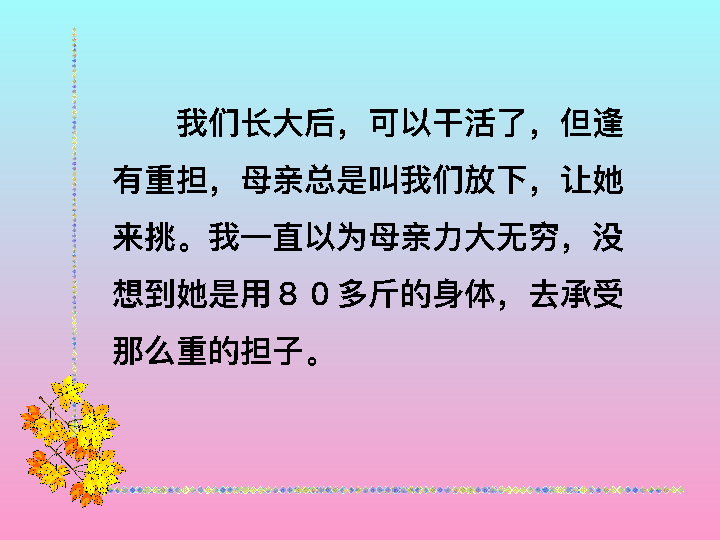 我们长大后，可以干活了，但逢
有重担，母亲总是叫我们放下，让她
来挑。我一直以为母亲力大无穷，没
想到她是用８０多斤的身体，去承受
那么重的担子。